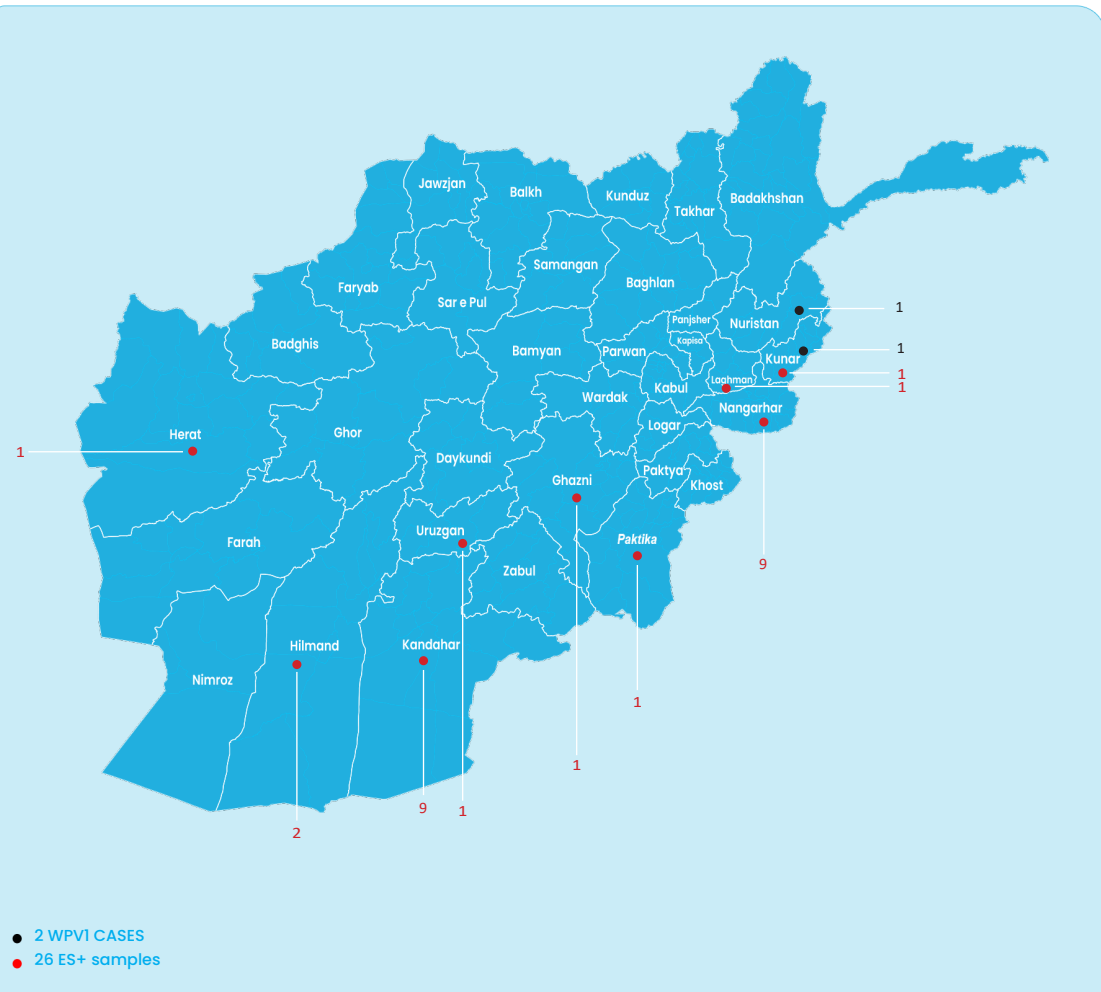 Jawzjan
Balkh
Kunduz
Takhar
Badakhshan
Samangan
Baghlan
Faryab
Sar e Pul
Panjsher
Nuristan
1
Badghis
Kapisa
Bamyan
Parwan
Kunar
1
1
Laghman
1
Kabul
Wardak
Nangarhar
Herat
Ghor
Logar
1
Daykundi
Paktya
Ghazni
Khost
Uruzgan
Farah
Paktika
9
Zabul
Hilmand
Kandahar
Nimroz
1
1
9
1
2
2 WPV1 CASES
26 ES+ samples